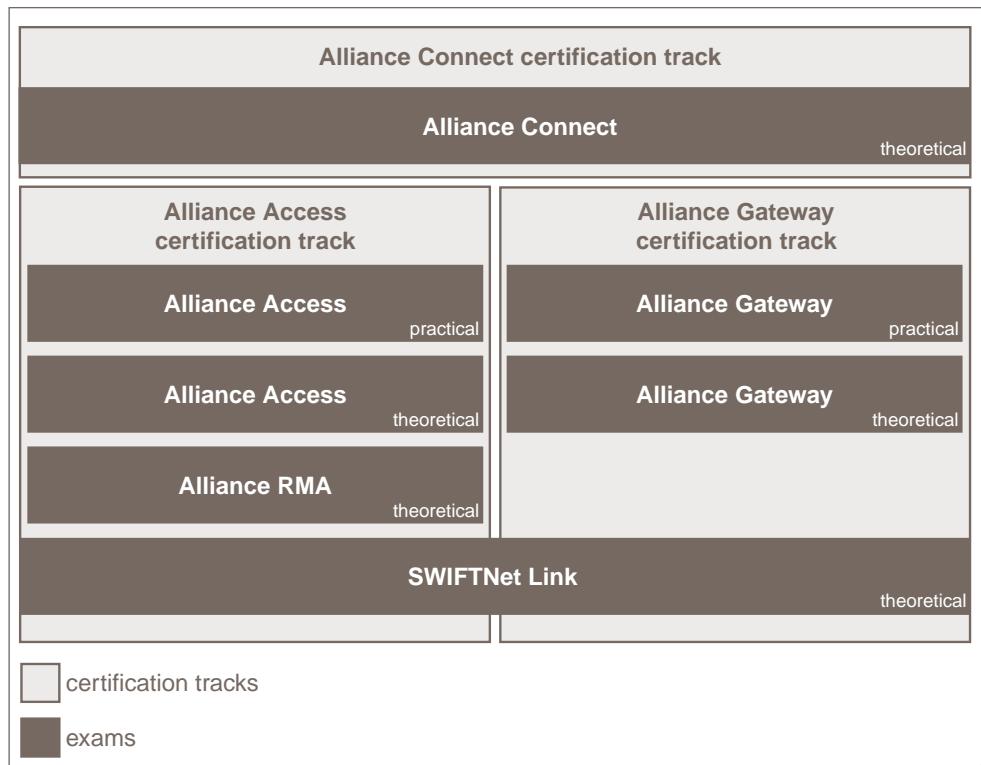 Alliance Connect certification track
Alliance Connect
theoretical
Alliance Access
certification track
Alliance Access
practical
Alliance Access
theoretical
Alliance RMA
theoretical
Alliance Gateway
certification track
Alliance Gateway
practical
Alliance Gateway
theoretical
SWIFTNet Link
theoretical
certification tracks
exams